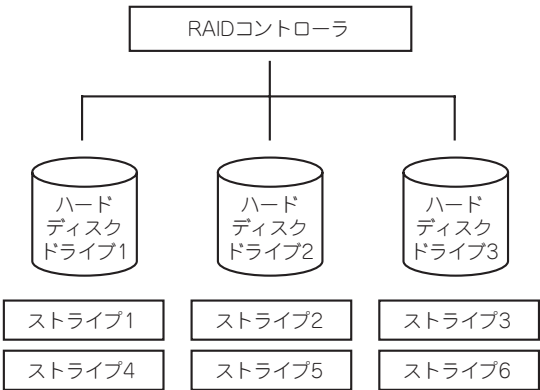 RAIDコントローラ
ハード
ディスク
ドライブ1
ハード
ディスク
ドライブ2
ハード
ディスク
ドライブ3
ストライプ1
ストライプ2
ストライプ3
ストライプ4
ストライプ5
ストライプ6